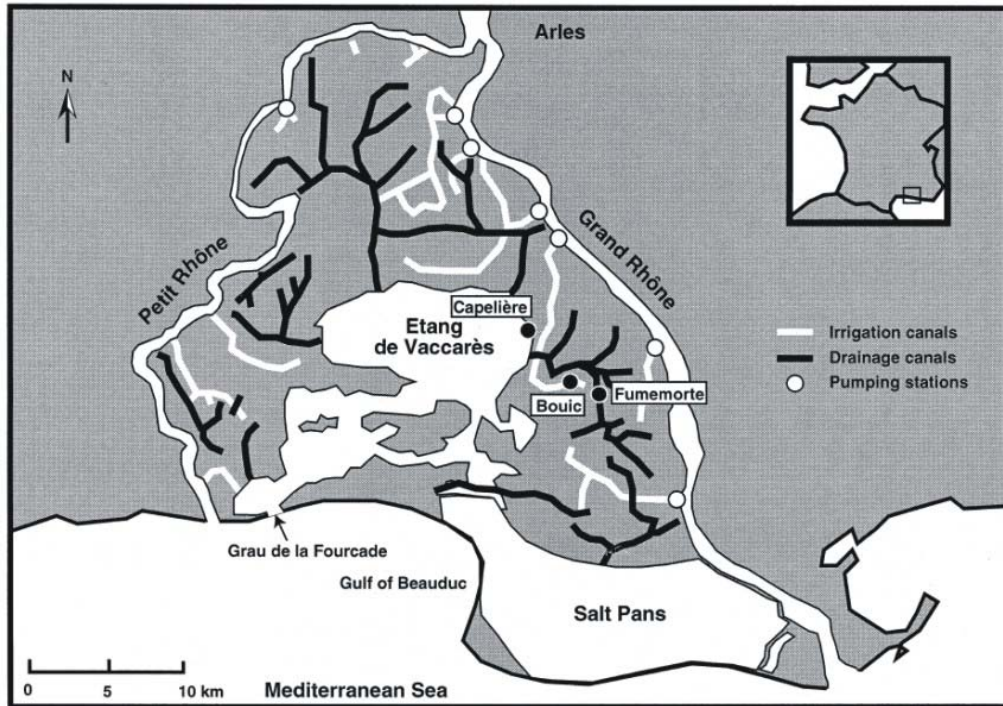 Arles
N
Petit Rhône
Grand Rhône
Capelière
Etang
de Vaccarès
Irrigation canals
Drainage canals
Pumping stations
Bouic
Fumemorte
Grau de la Fourcade
Gulf of Beauduc
Salt Pans
0 5 10 km
Mediterranean Sea